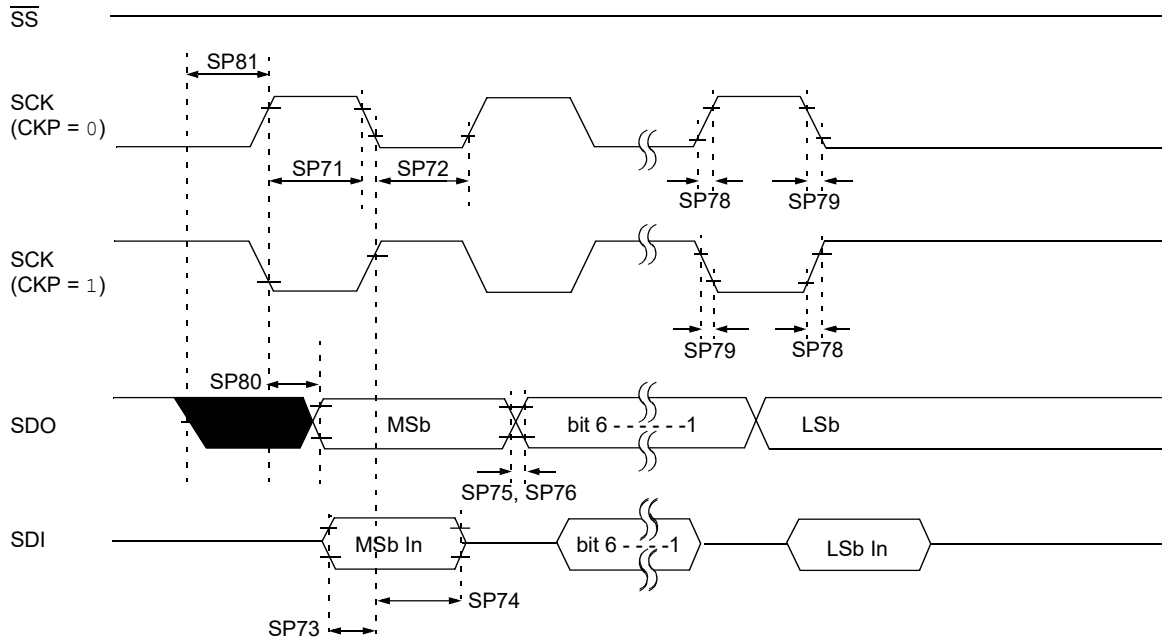 SS
SP81
SCK
(CKP = 0)
SP71
SP72
SP78
SP79
SCK
(CKP = 1)
SP79
SP78
SP80
SDO
MSb
bit 6 - - - - - -1
LSb
SP75, SP76
SDI
MSb In
bit 6 - - - - -1
LSb In
SP74
SP73